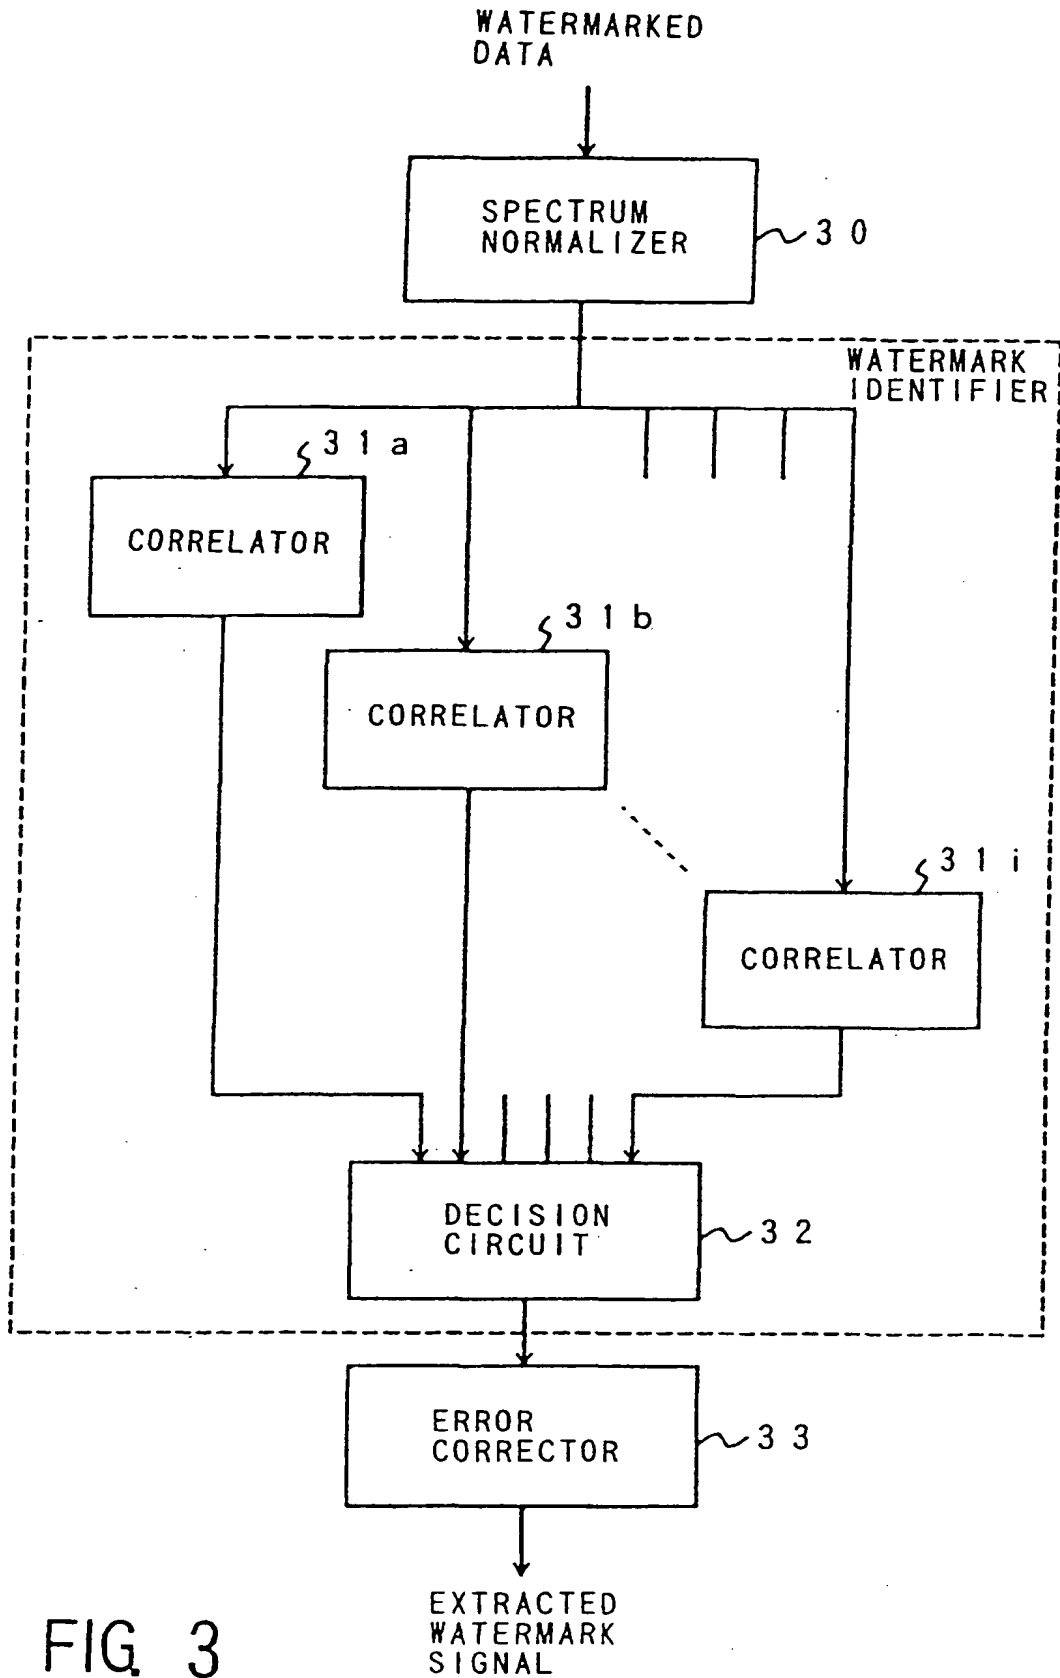 WATERMARKED
DATA
SPECTRUM
NORMALIZER
30
WATERMARK
IDENTIFIER
31a
CORRELATOR
31b
CORRELATOR
31i
CORRELATOR
DECISION
CIRCUIT
32
ERROR
CORRECTOR
33
EXTRACTED
WATERMARK
SIGNAL
FIG. 3